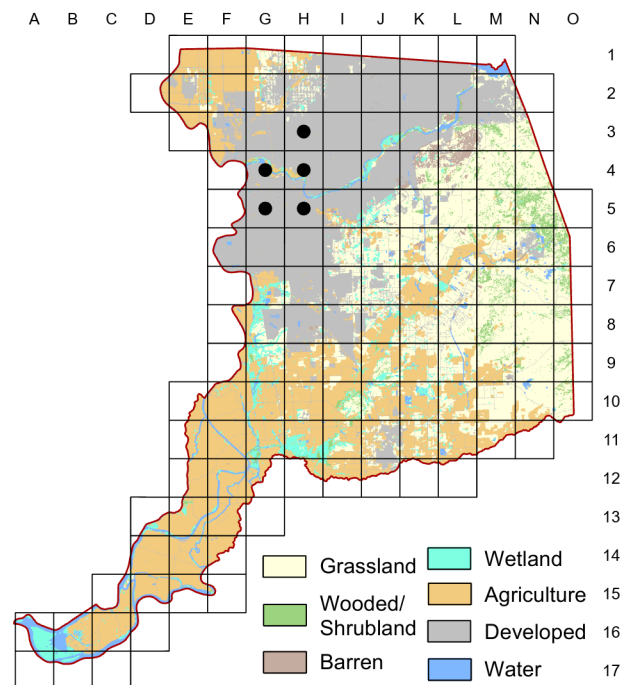 A B C D E F G H I J K L M N O
1
2
3
4
5
6
7
8
9
10
11
12
13
14
15
16
17
Grassland
Wooded/
Shrubland
Barren
Wetland
Agriculture
Developed
Water